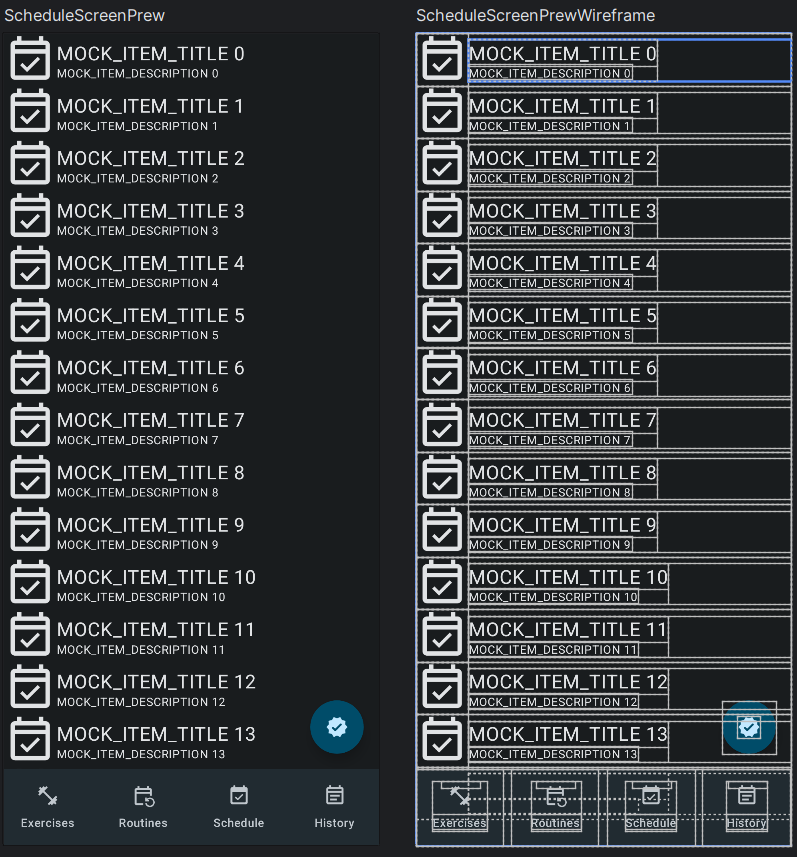 ScheduleScreenPrew
MOCK_ITEM_TITLE 0
MOCK_ITEM_DESCRIPTION 0
MOCK_ITEM_TITLE 1
MOCK_ITEM_DESCRIPTION 1
MOCK_ITEM_TITLE 2
MOCK_ITEM_DESCRIPTION 2
MOCK_ITEM_TITLE 3
MOCK_ITEM_DESCRIPTION 3
MOCK_ITEM_TITLE 4
MOCK_ITEM_DESCRIPTION 4
MOCK_ITEM_TITLE 5
MOCK_ITEM_DESCRIPTION 5
MOCK_ITEM_TITLE 6
MOCK_ITEM_DESCRIPTION 6
MOCK_ITEM_TITLE 7
MOCK_ITEM_DESCRIPTION 7
MOCK_ITEM_TITLE 8
MOCK_ITEM_DESCRIPTION 8
MOCK_ITEM_TITLE 9
MOCK_ITEM_DESCRIPTION 9
MOCK_ITEM_TITLE 10
MOCK_ITEM_DESCRIPTION 10
MOCK_ITEM_TITLE 11
MOCK_ITEM_DESCRIPTION 11
MOCK_ITEM_TITLE 12
MOCK_ITEM_DESCRIPTION 12
MOCK_ITEM_TITLE 13
MOCK_ITEM_DESCRIPTION 13
Exercises Routines Schedule History
ScheduleScreenPrewWireframe
MOCK_ITEM_TITLE 0
MOCK_ITEM_DESCRIPTION 0
MOCK_ITEM_TITLE 1
MOCK_ITEM_DESCRIPTION 1
MOCK_ITEM_TITLE 2
MOCK_ITEM_DESCRIPTION 2
MOCK_ITEM_TITLE 3
MOCK_ITEM_DESCRIPTION 3
MOCK_ITEM_TITLE 4
MOCK_ITEM_DESCRIPTION 4
MOCK_ITEM_TITLE 5
MOCK_ITEM_DESCRIPTION 5
MOCK_ITEM_TITLE 6
MOCK_ITEM_DESCRIPTION 6
MOCK_ITEM_TITLE 7
MOCK_ITEM_DESCRIPTION 7
MOCK_ITEM_TITLE 8
MOCK_ITEM_DESCRIPTION 8
MOCK_ITEM_TITLE 9
MOCK_ITEM_DESCRIPTION 9
MOCK_ITEM_TITLE 10
MOCK_ITEM_DESCRIPTION 10
MOCK_ITEM_TITLE 11
MOCK_ITEM_DESCRIPTION 11
MOCK_ITEM_TITLE 12
MOCK_ITEM_DESCRIPTION 12
MOCK_ITEM_TITLE 13
MOCK_ITEM_DESCRIPTION 13
Exercises Routines Schedule History